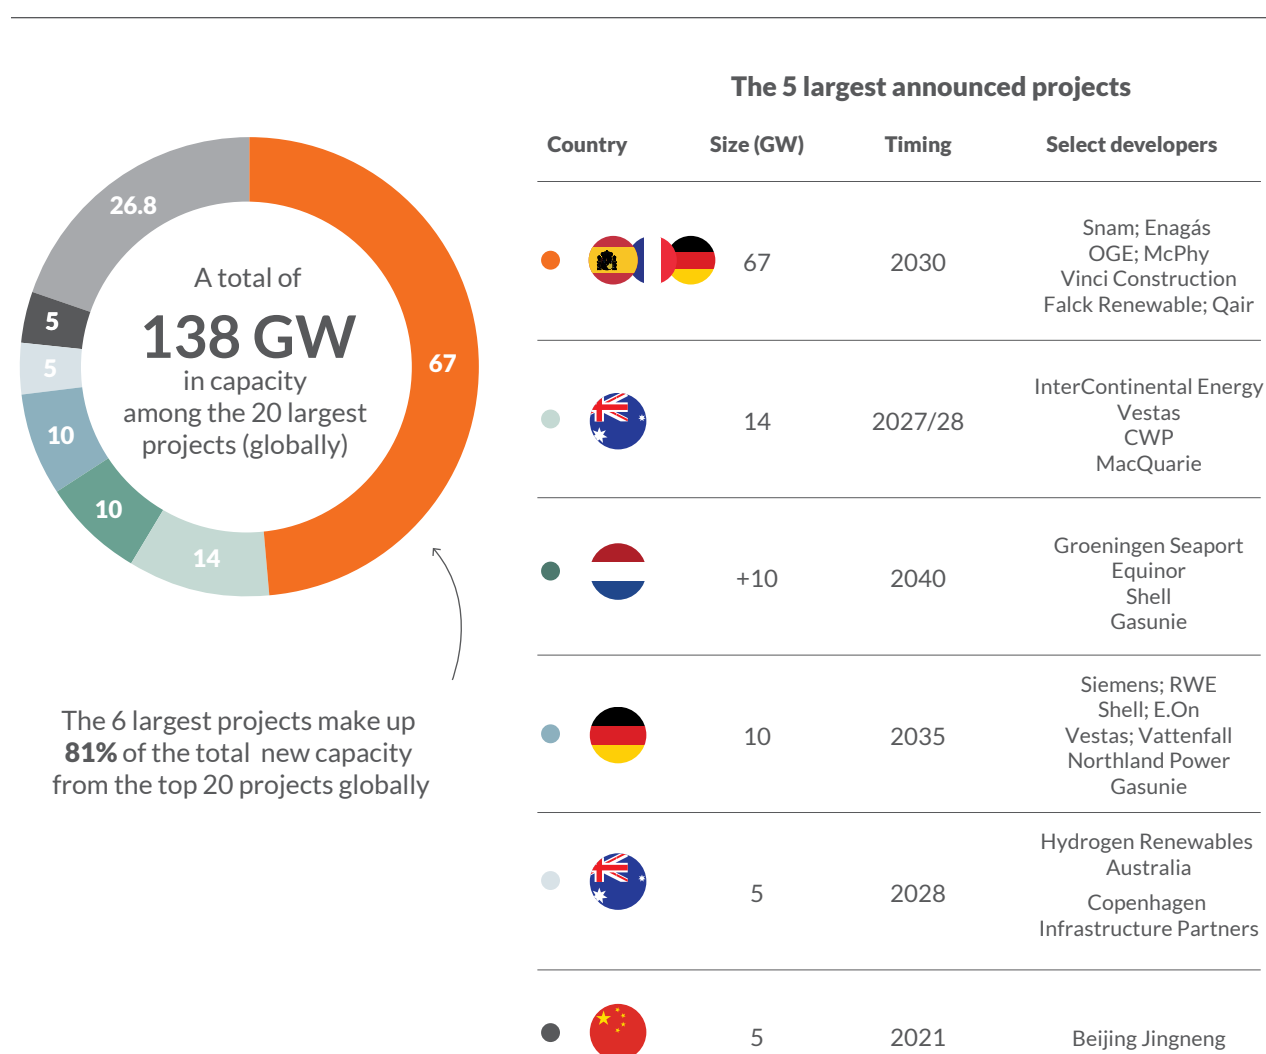 The 5 largest announced projects
Country Size (GW) Timing Select developers
26.8
5
5
10
10
14
67
A total of
138 GW
in capacity
among the 20 largest
projects (globally)
The 6 largest projects make up
81% of the total new capacity
from the top 20 projects globally
67 2030
Snam; Enagás
OGE; McPhy
Vinci Construction
Falck Renewable; Qair
14 2027/28
InterContinental Energy
Vestas
CWP
MacQuarie
+10 2040
Groeningen Seaport
Equinor
Shell
Gasunie
10 2035
Siemens; RWE
Shell; E.On
Vestas; Vattenfall
Northland Power
Gasunie
5 2028
Hydrogen Renewables
Australia
Copenhagen
Infrastructure Partners
5 2021 Beijing Jingneng